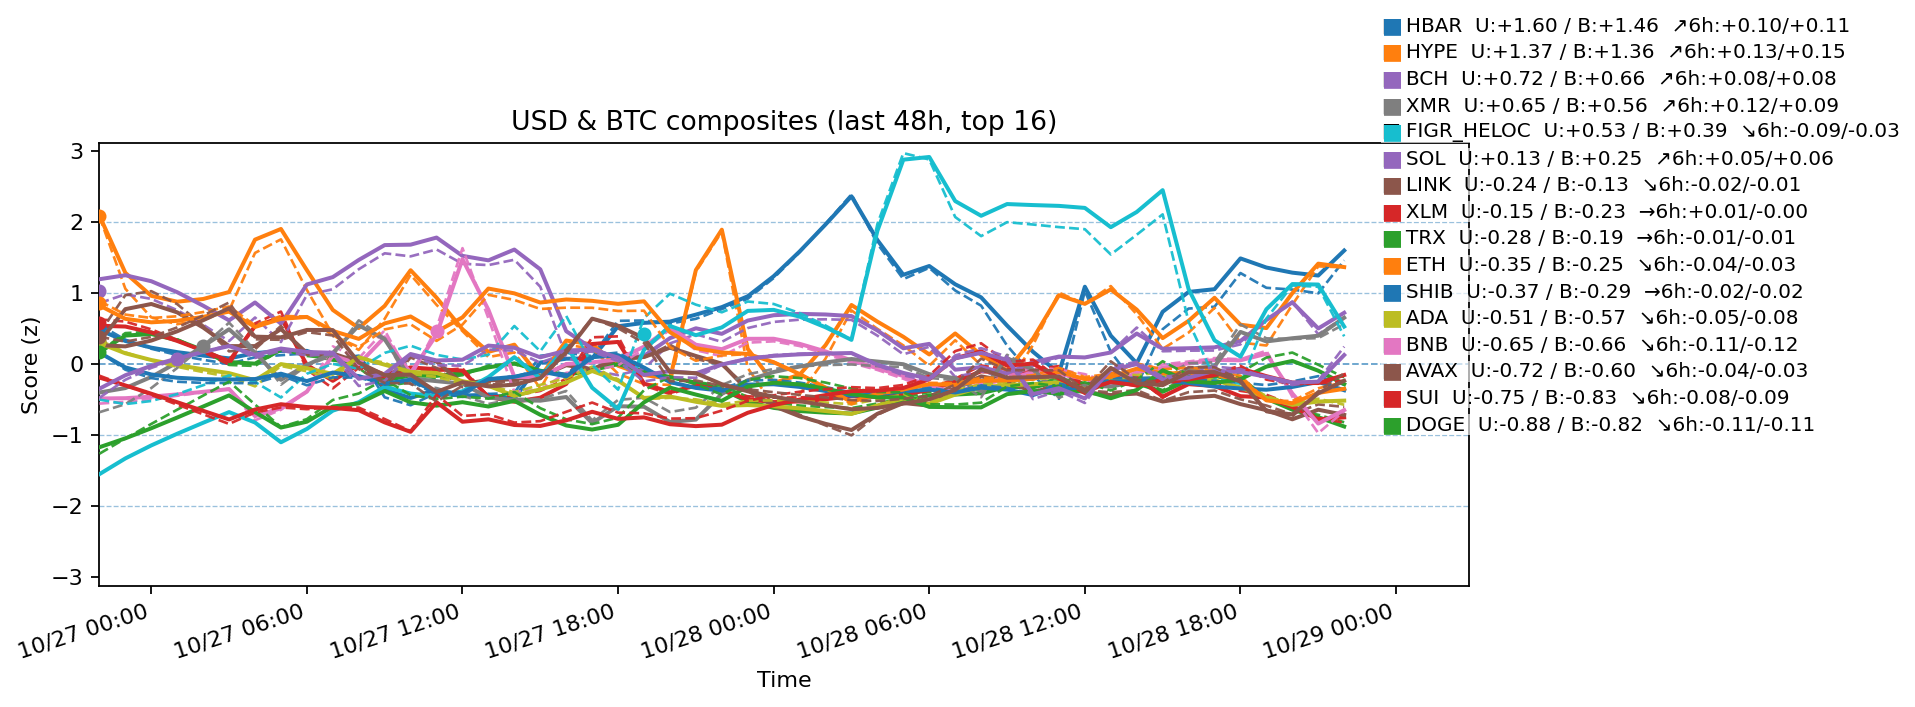 HBAR U:+1.60 / B:+1.46 ↗6h:+0.10/+0.11
HYPE U:+1.37 / B:+1.36 ↗6h:+0.13/+0.15
BCH U:+0.72 / B:+0.66 ↗6h:+0.08/+0.08
XMR U:+0.65 / B:+0.56 ↗6h:+0.12/+0.09
FIGR_HELOC U:+0.53 / B:+0.39 ↘6h:-0.09/-0.03
SOL U:+0.13 / B:+0.25 ↗6h:+0.05/+0.06
LINK U:-0.24 / B:-0.13 ↘6h:-0.02/-0.01
XLM U:-0.15 / B:-0.23 →6h:+0.01/-0.00
TRX U:-0.28 / B:-0.19 →6h:-0.01/-0.01
ETH U:-0.35 / B:-0.25 ↘6h:-0.04/-0.03
SHIB U:-0.37 / B:-0.29 →6h:-0.02/-0.02
ADA U:-0.51 / B:-0.57 ↘6h:-0.05/-0.08
BNB U:-0.65 / B:-0.66 ↘6h:-0.11/-0.12
AVAX U:-0.72 / B:-0.60 ↘6h:-0.04/-0.03
SUI U:-0.75 / B:-0.83 ↘6h:-0.08/-0.09
DOGE U:-0.88 / B:-0.82 ↘6h:-0.11/-0.11
USD & BTC composites (last 48h, top 16)
Score (z)
3
2
1
0
−1
−2
−3
10/27 00:00
10/27 06:00
10/27 12:00
10/27 18:00
10/28 00:00
10/28 06:00
10/28 12:00
10/28 18:00
10/29 00:00
Time